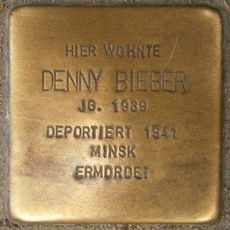 HIER WOHNTE
DENNY BIEBER
JG. 1939
DEPORTIERT 1941
MINSK
ERMORDET